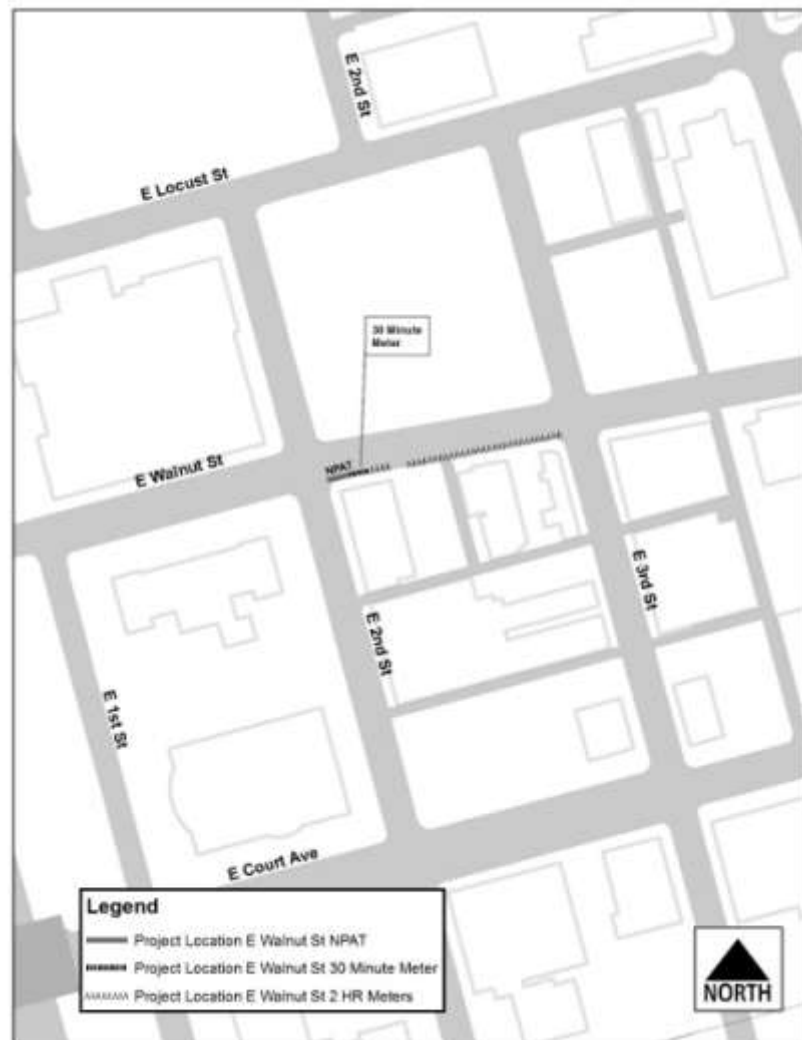 E 2nd St
E Locust St
30 Minute
Meter
E Walnut St
NPAT
E 3rd St
E 2nd St
E 1st St
E Court Ave
Legend
Project Location E Walnut St NPAT
Project Location E Walnut St 30 Minute Meter
Project Location E Walnut St 2 HR Meters
NORTH